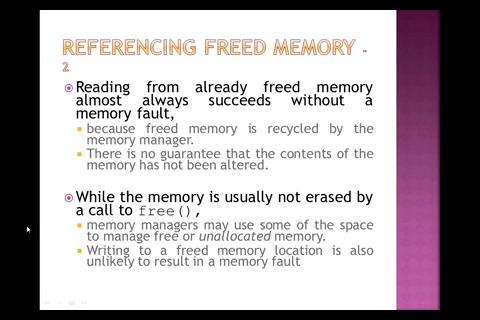 REFERENCING FREED MEMORY -
2
Reading from already freed memory
almost always succeeds without a
memory fault,
because freed memory is recycled by the
memory manager.
There is no guarantee that the contents of the
memory has not been altered.
While the memory is usually not erased by
a call to free(),
memory managers may use some of the space
to manage free or unallocated memory.
Writing to a freed memory location is also
unlikely to result in a memory fault